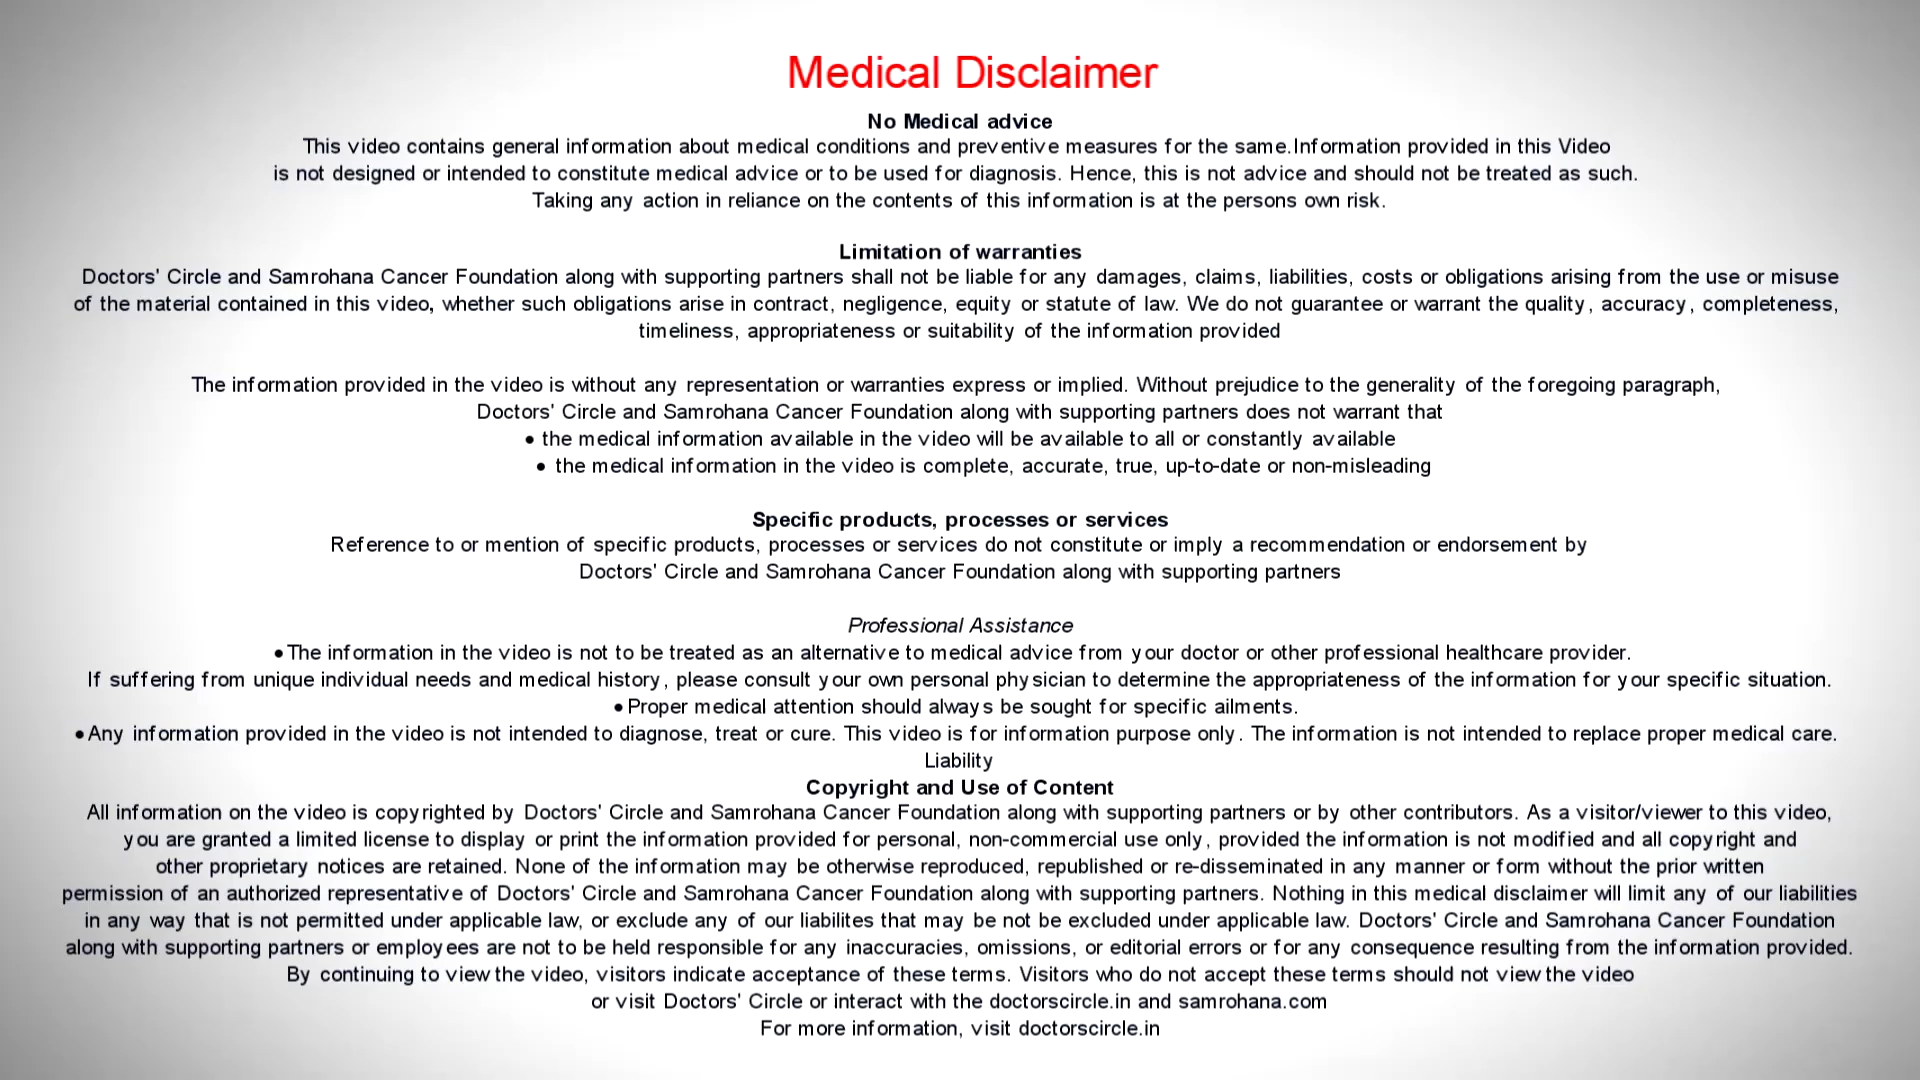 Medical Disclaimer
No Medical advice
This video contains general information about medical conditions and preventive measures for the same.Information provided in this Video
is not designed or intended to constitute medical advice or to be used for diagnosis. Hence, this is not advice and should not be treated as such.
Taking any action in reliance on the contents of this information is at the persons own risk.
Limitation of warranties
Doctors' Circle and Samrohana Cancer Foundation along with supporting partners shall not be liable for any damages, claims, liabilities, costs or obligations arising from the use or misuse
of the material contained in this video, whether such obligations arise in contract, negligence, equity or statute of law. We do not guarantee or warrant the quality, accuracy, completeness,
timeliness, appropriateness or suitability of the information provided
The information provided in the video is without any representation or warranties express or implied. Without prejudice to the generality of the foregoing paragraph,
Doctors' Circle and Samrohana Cancer Foundation along with supporting partners does not warrant that
• the medical information available in the video will be available to all or constantly available
• the medical information in the video is complete, accurate, true, up-to-date or non-misleading
Specific products, processes or services
Reference to or mention of specific products, processes or services do not constitute or imply a recommendation or endorsement by
Doctors' Circle and Samrohana Cancer Foundation along with supporting partners
Professional Assistance
•The information in the video is not to be treated as an alternative to medical advice from your doctor or other professional healthcare provider.
If suffering from unique individual needs and medical history, please consult your own personal physician to determine the appropriateness of the information for your specific situation.
•Proper medical attention should always be sought for specific ailments.
•Any information provided in the video is not intended to diagnose, treat or cure. This video is for information purpose only. The information is not intended to replace proper medical care.
Liability
Copyright and Use of Content
All information on the video is copyrighted by Doctors' Circle and Samrohana Cancer Foundation along with supporting partners or by other contributors. As a visitor/viewer to this video,
you are granted a limited license to display or print the information provided for personal, non-commercial use only, provided the information is not modified and all copyright and
other proprietary notices are retained. None of the information may be otherwise reproduced, republished or re-disseminated in any manner or form without the prior written
permission of an authorized representative of Doctors' Circle and Samrohana Cancer Foundation along with supporting partners. Nothing in this medical disclaimer will limit any of our liabilities
in any way that is not permitted under applicable law, or exclude any of our liabilites that may be not be excluded under applicable law. Doctors' Circle and Samrohana Cancer Foundation
along with supporting partners or employees are not to be held responsible for any inaccuracies, omissions, or editorial errors or for any consequence resulting from the information provided.
By continuing to view the video, visitors indicate acceptance of these terms. Visitors who do not accept these terms should not view the video
or visit Doctors' Circle or interact with the doctorscircle.in and samrohana.com
For more information, visit doctorscircle.in